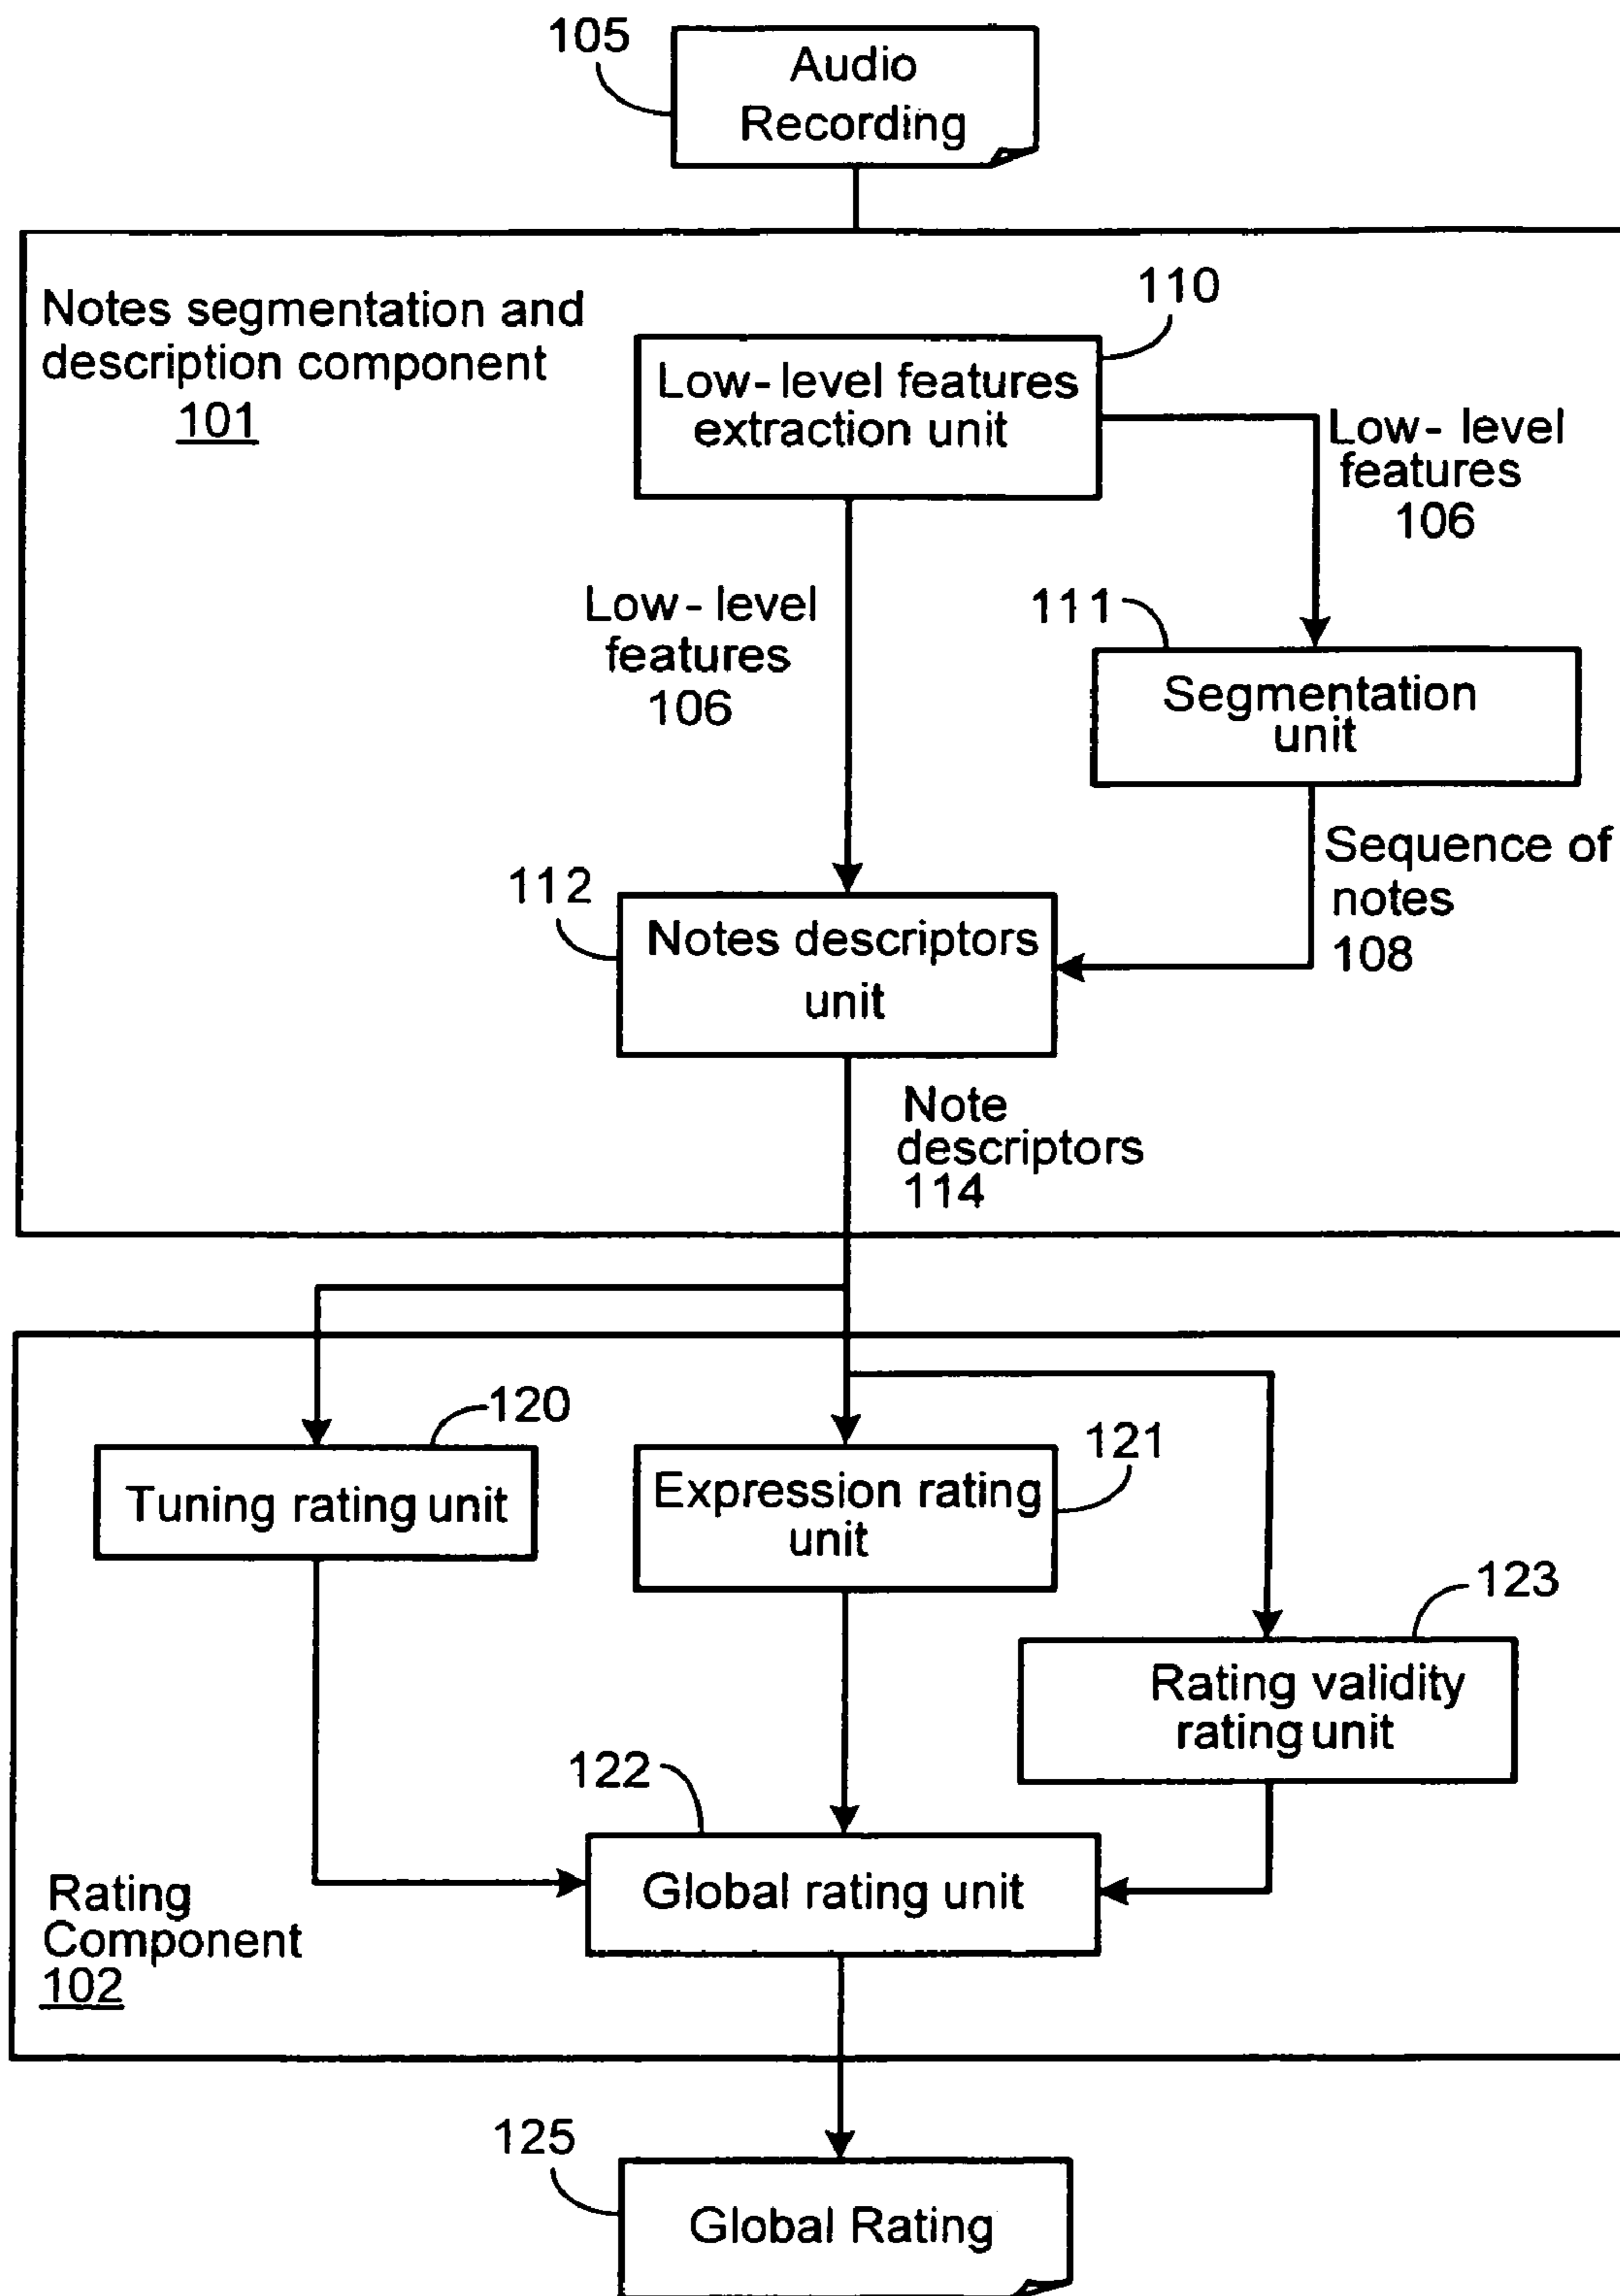 105
Audio
Recording
Notes segmentation and
description component
101
110
Low-level features
extraction unit
Low-level
features
106
Low-level
features
106
111
Segmentation
unit
Sequence of
notes
108
112
Notes descriptors
unit
Note
descriptors
114
120
Tuning rating unit
121
Expression rating
unit
123
Rating validity
rating unit
122
Global rating unit
Rating
Component
102
125
Global Rating